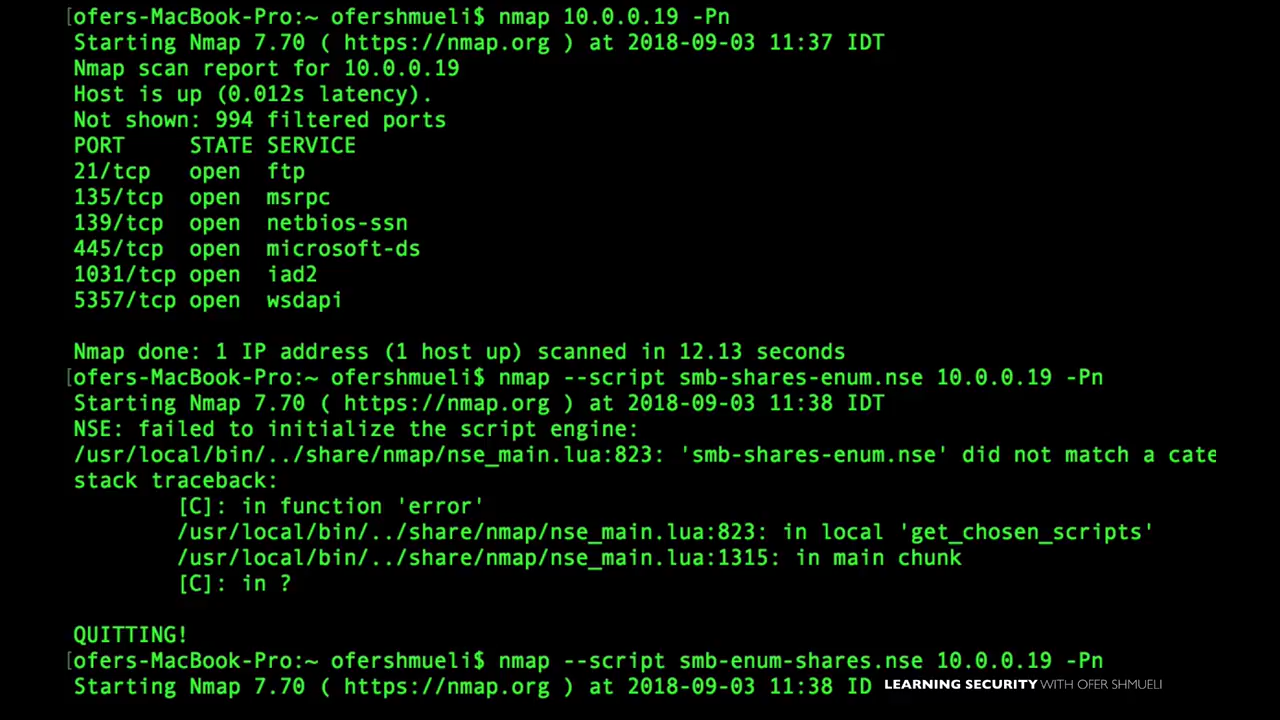 [ofers-MacBook-Pro:~ ofershmueli$ nmap 10.0.0.19 -Pn
Starting Nmap 7.70 ( https://nmap.org ) at 2018-09-03 11:37 IDT
Nmap scan report for 10.0.0.19
Host is up (0.012s latency).
Not shown: 994 filtered ports
PORT     STATE SERVICE
21/tcp   open  ftp
135/tcp  open  msrpc
139/tcp  open  netbios-ssn
445/tcp  open  microsoft-ds
1031/tcp open  iad2
5357/tcp open  wsdapi
Nmap done: 1 IP address (1 host up) scanned in 12.13 seconds
[ofers-MacBook-Pro:~ ofershmueli$ nmap --script smb-shares-enum.nse 10.0.0.19 -Pn
Starting Nmap 7.70 ( https://nmap.org ) at 2018-09-03 11:38 IDT
NSE: failed to initialize the script engine:
/usr/local/bin/../share/nmap/nse_main.lua:823: 'smb-shares-enum.nse' did not match a cate
stack traceback:
        [C]: in function 'error'
        /usr/local/bin/../share/nmap/nse_main.lua:823: in local 'get_chosen_scripts'
        /usr/local/bin/../share/nmap/nse_main.lua:1315: in main chunk
        [C]: in ?
QUITTING!
[ofers-MacBook-Pro:~ ofershmueli$ nmap --script smb-enum-shares.nse 10.0.0.19 -Pn
Starting Nmap 7.70 ( https://nmap.org ) at 2018-09-03 11:38 ID
LEARNING SECURITY WITH OFER SHMUELI